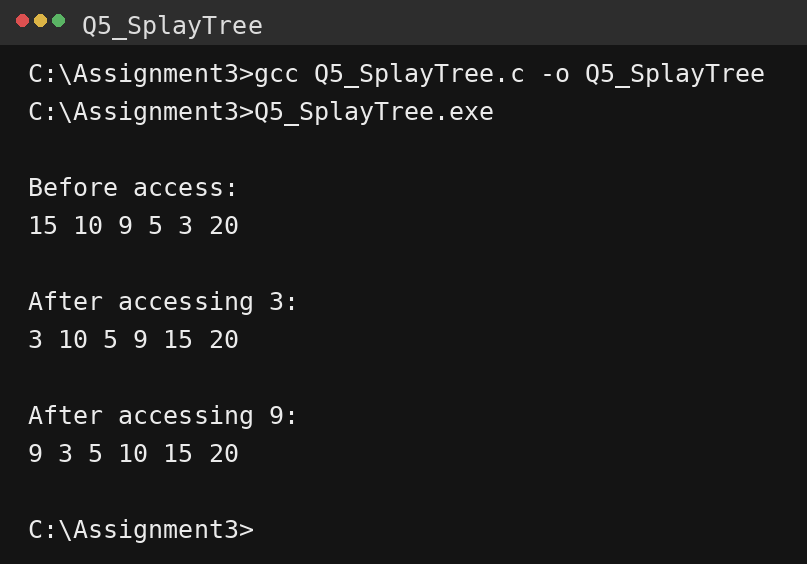 Q5_SplayTree
C:\Assignment3>gcc Q5_SplayTree.c -o Q5_SplayTree
C:\Assignment3>Q5_SplayTree.exe
Before access:
15 10 9 5 3 20
After accessing 3:
3 10 5 9 15 20
After accessing 9:
9 3 5 10 15 20
C:\Assignment3>